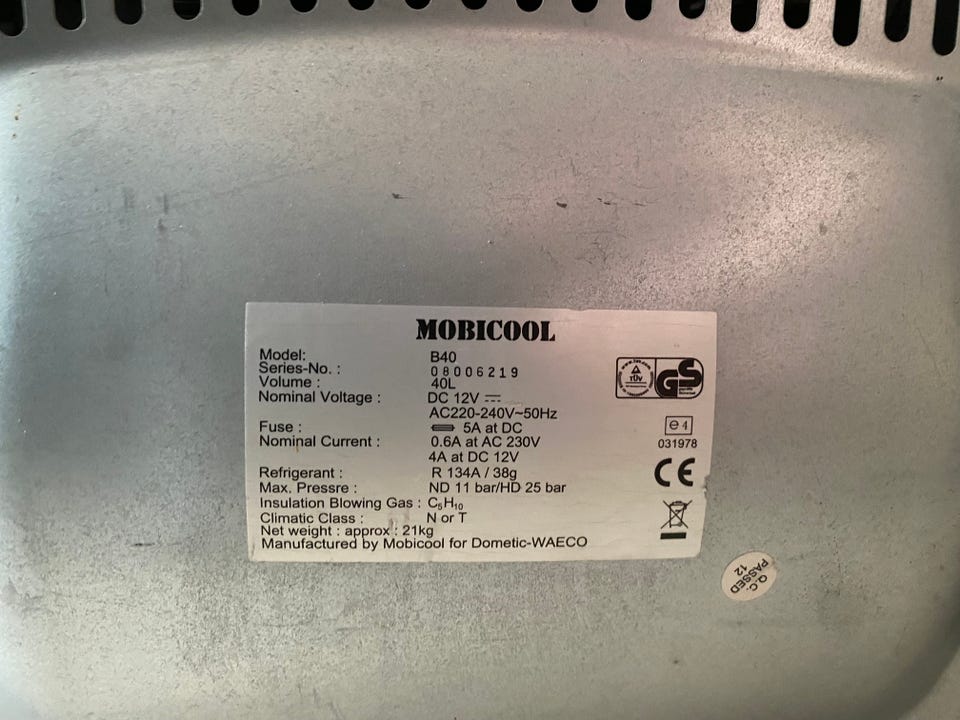 MOBICOOL
Model: B40
Series-No. : 08006219
Volume : 40L
Nominal Voltage : DC 12V ⎓
AC220-240V~50Hz
Fuse : 5A at DC
Nominal Current : 0.6A at AC 230V
4A at DC 12V
Refrigerant : R 134A / 38g
Max. Pressre : ND 11 bar/HD 25 bar
Insulation Blowing Gas : C₅H₁₀
Climatic Class : N or T
Net weight : approx : 21kg
Manufactured by Mobicool for Dometic-WAECO
TÜV
GS
e4
031978
CE
Q.C.
PASSED
12